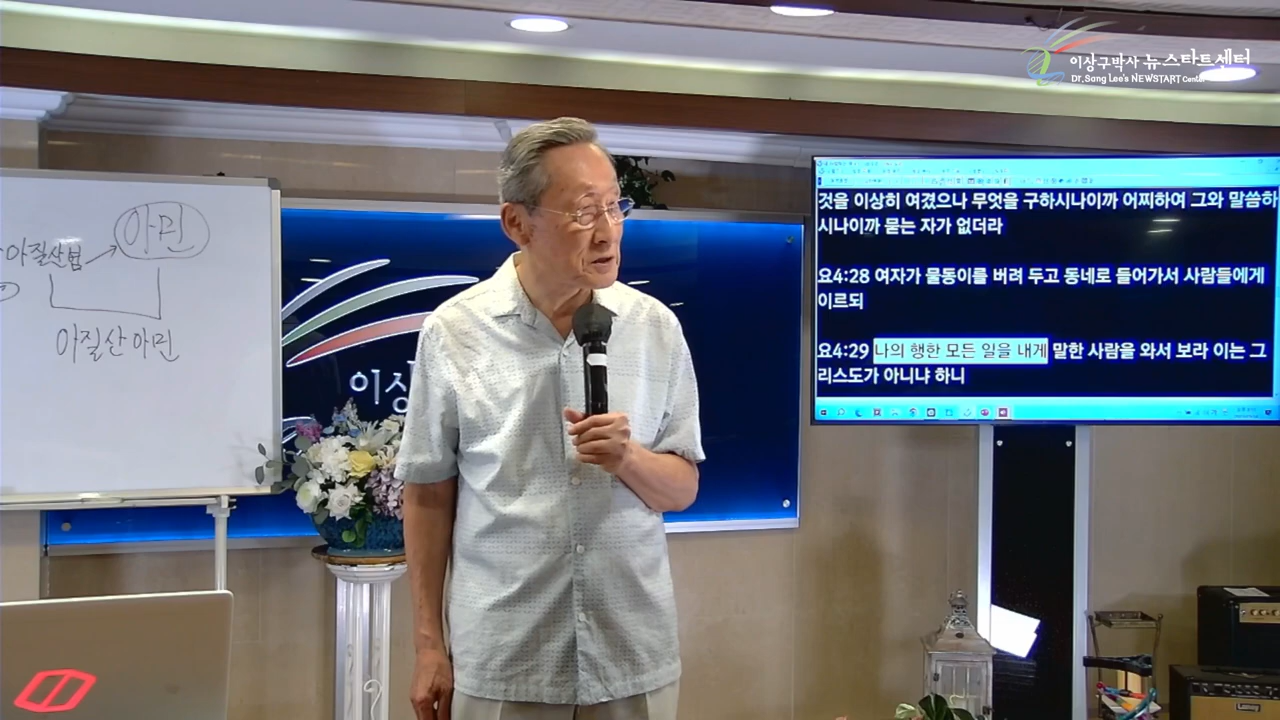 이상구박사 뉴스타트센터
Dr. Sang Lee's NEWSTART Center
아민
아질산염
아질산 아민
이상
것을 이상히 여겼으나 무엇을 구하시나이까 어찌하여 그와 말씀하
시나이까 묻는 자가 없더라
요4:28 여자가 물동이를 버려 두고 동네로 들어가서 사람들에게
이르되
요4:29 나의 행한 모든 일을 내게 말한 사람을 와서 보라 이는 그
리스도가 아니냐 하니
Laney